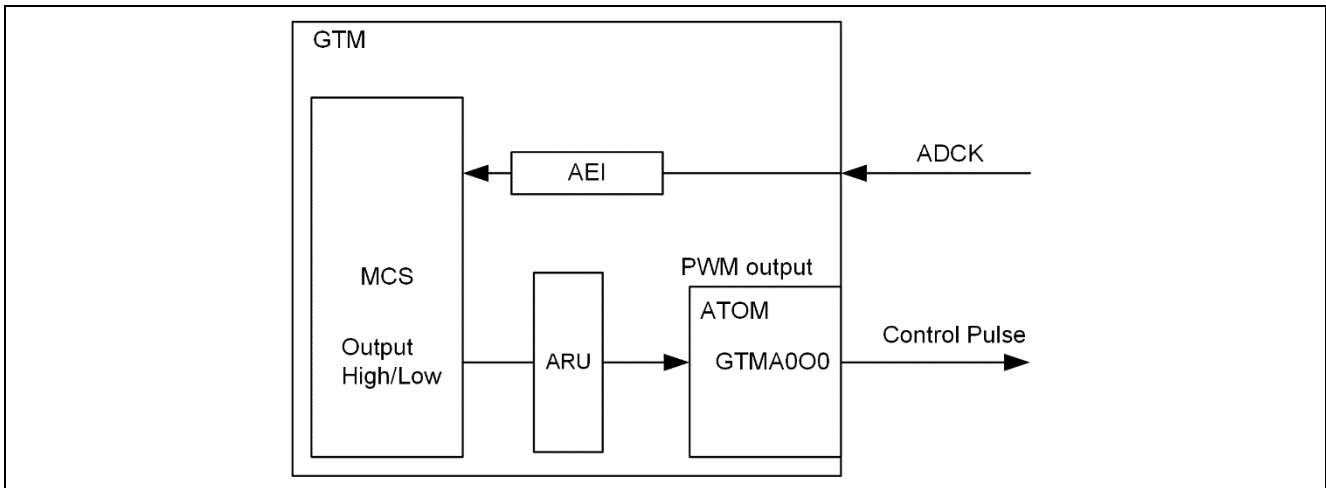 GTM
ADCK
AEI
PWM output
MCS
ATOM
Control Pulse
Output
High/Low
ARU
GTMA0O0